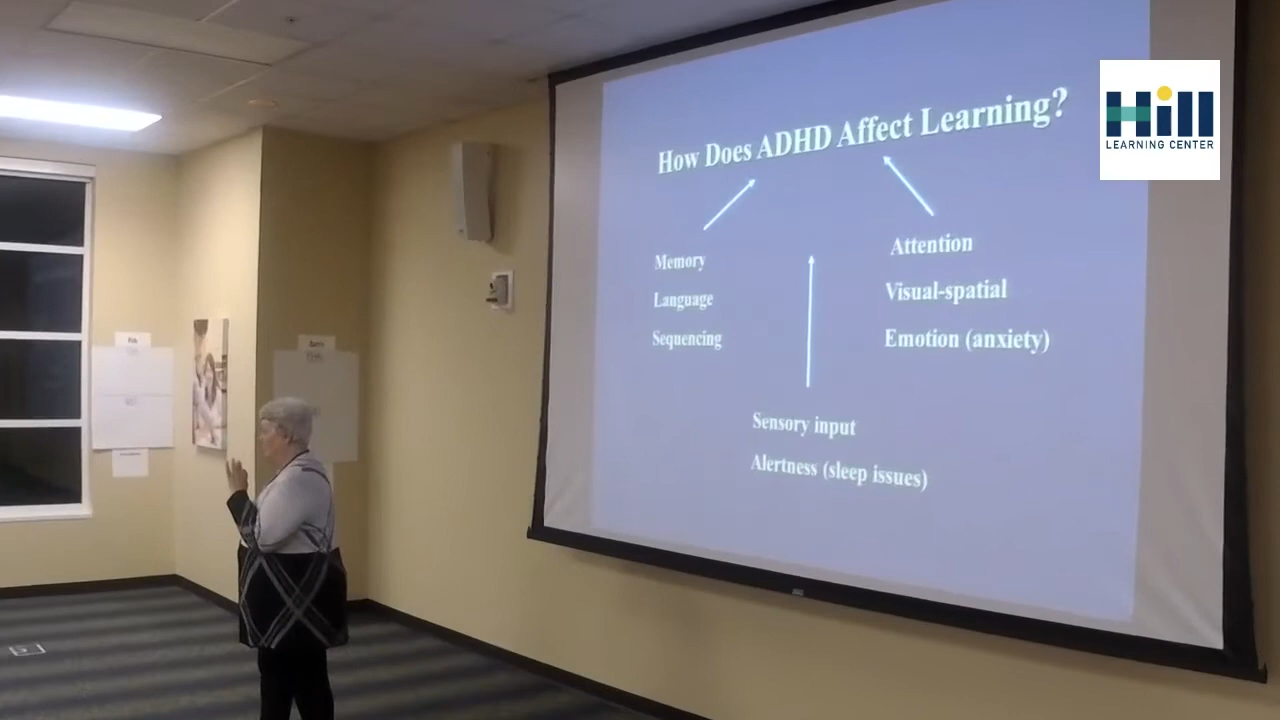 How Does ADHD Affect Learning?
Memory
Language
Sequencing
Attention
Visual-spatial
Emotion (anxiety)
Sensory input
Alertness (sleep issues)
Hill
LEARNING CENTER